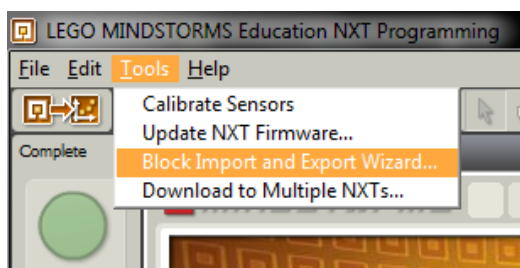 LEGO MINDSTORMS Education NXT Programming
File Edit Tools Help
Calibrate Sensors
Update NXT Firmware...
Complete
Block Import and Export Wizard...
Download to Multiple NXTs...